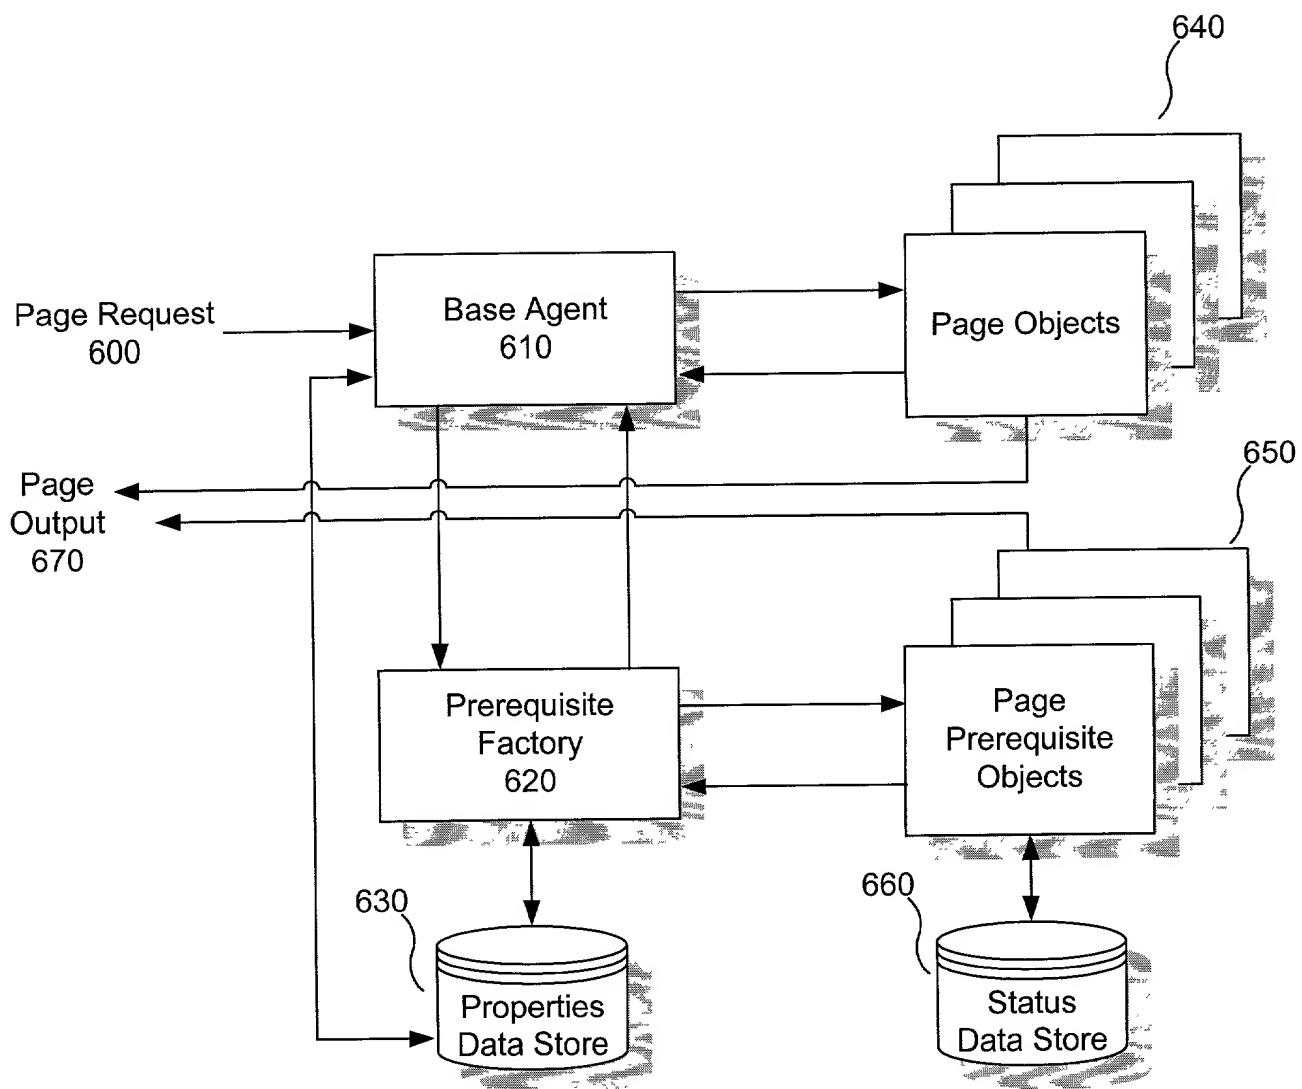 640
Page Request
600
Base Agent
610
Page Objects
Page
Output
670
650
Prerequisite
Factory
620
Page
Prerequisite
Objects
630
660
Properties
Data Store
Status
Data Store